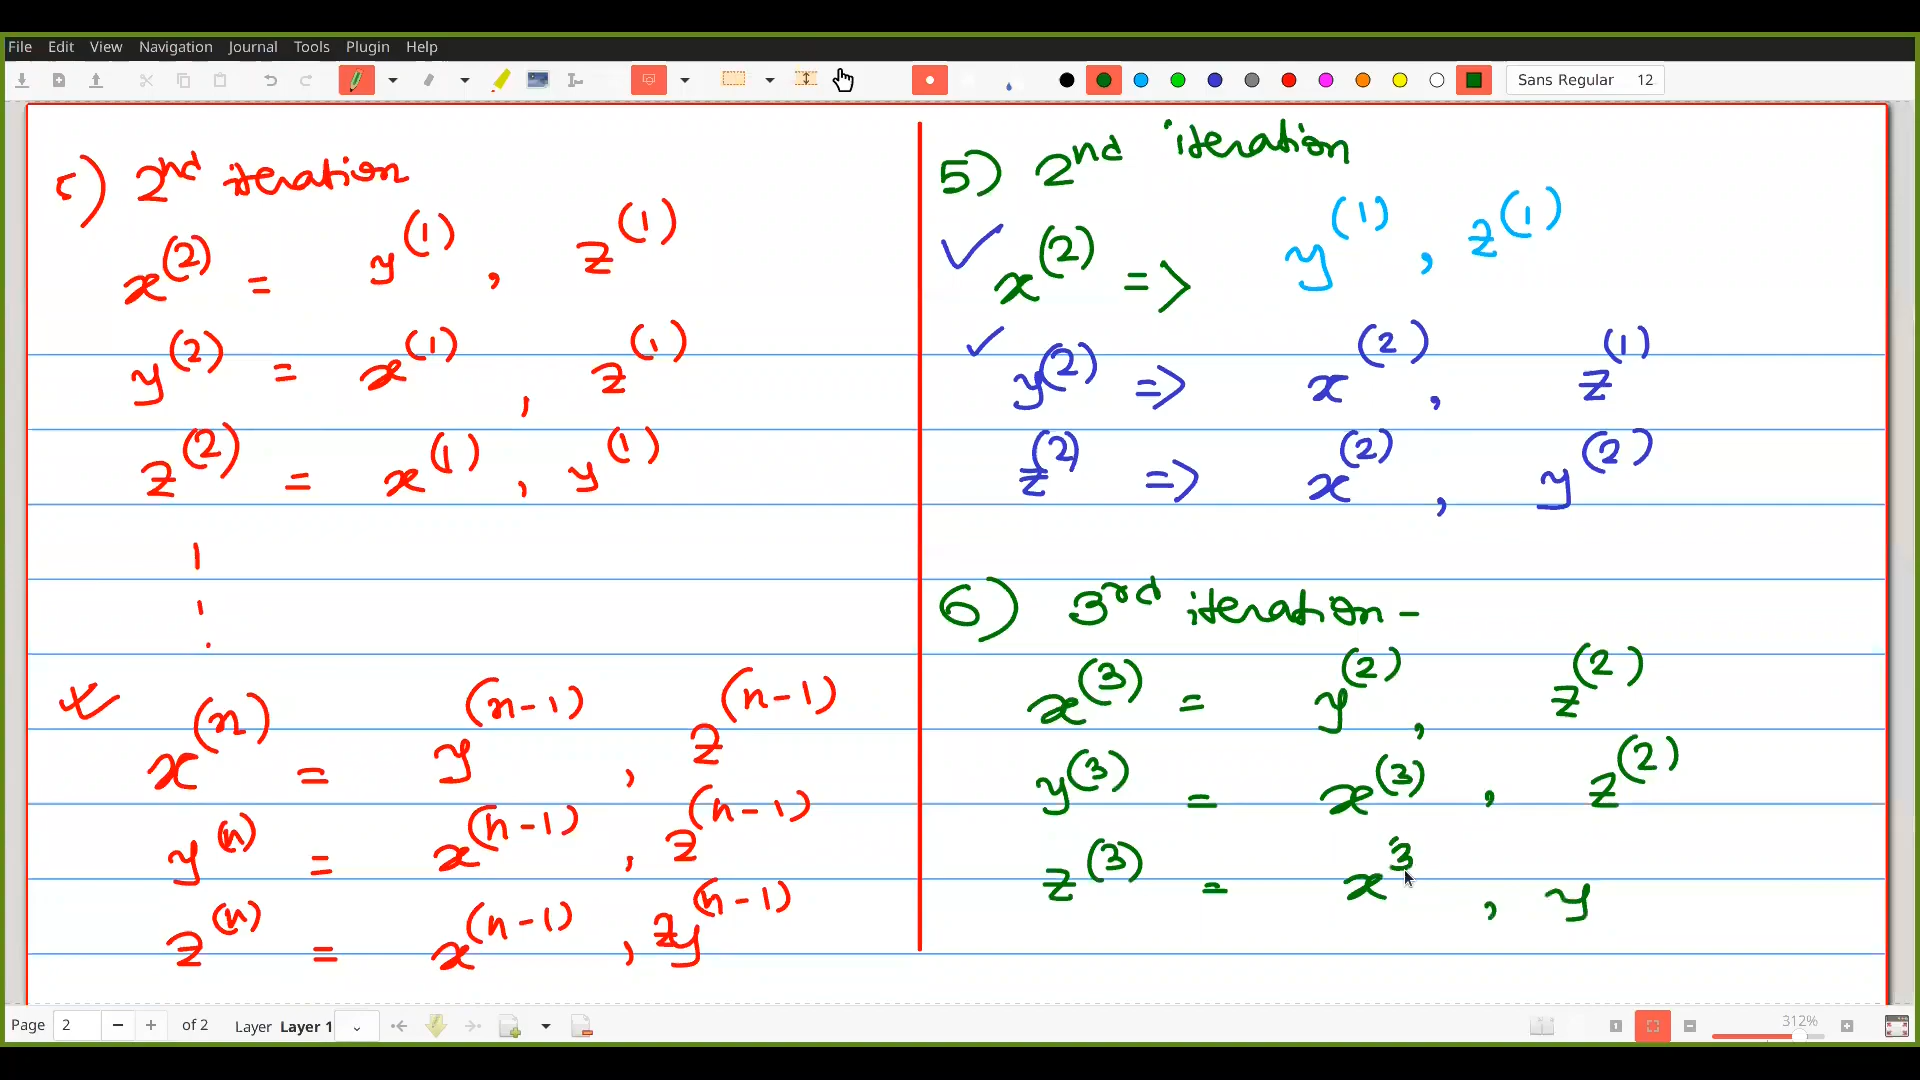 File Edit View Navigation Journal Tools Plugin Help
Sans Regular 12
5) 2nd iteration
x^(2) = y^(1) , z^(1)
y^(2) = x^(1) , z^(1)
z^(2) = x^(1) , y^(1)
x^(n) = y^(n-1) , z^(n-1)
y^(n) = x^(n-1) , z^(n-1)
z^(n) = x^(n-1) , zy^(n-1)
5) 2nd iteration
x^(2) => y^(1) , z^(1)
y^(2) => x^(2) , z^(1)
z^(2) => x^(2) , y^(2)
6) 3rd iteration -
x^(3) = y^(2) , z^(2)
y^(3) = x^(3) , z^(2)
z^(3) = x^3 , y
Page 2 of 2 Layer Layer 1 312%